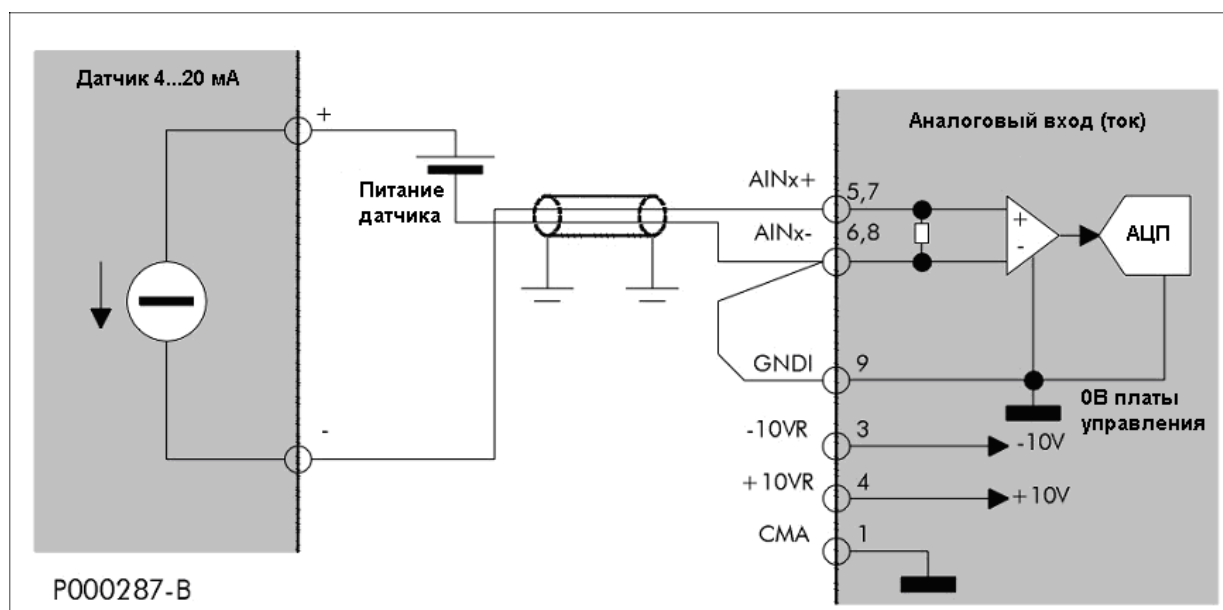 Датчик 4...20 мА
+
Питание
датчика
-
P000287-B
Аналоговый вход (ток)
AINx+
5,7
AINx-
6,8
+
-
АЦП
GNDI
9
0В платы
управления
-10VR
3
-10V
+10VR
4
+10V
CMA
1